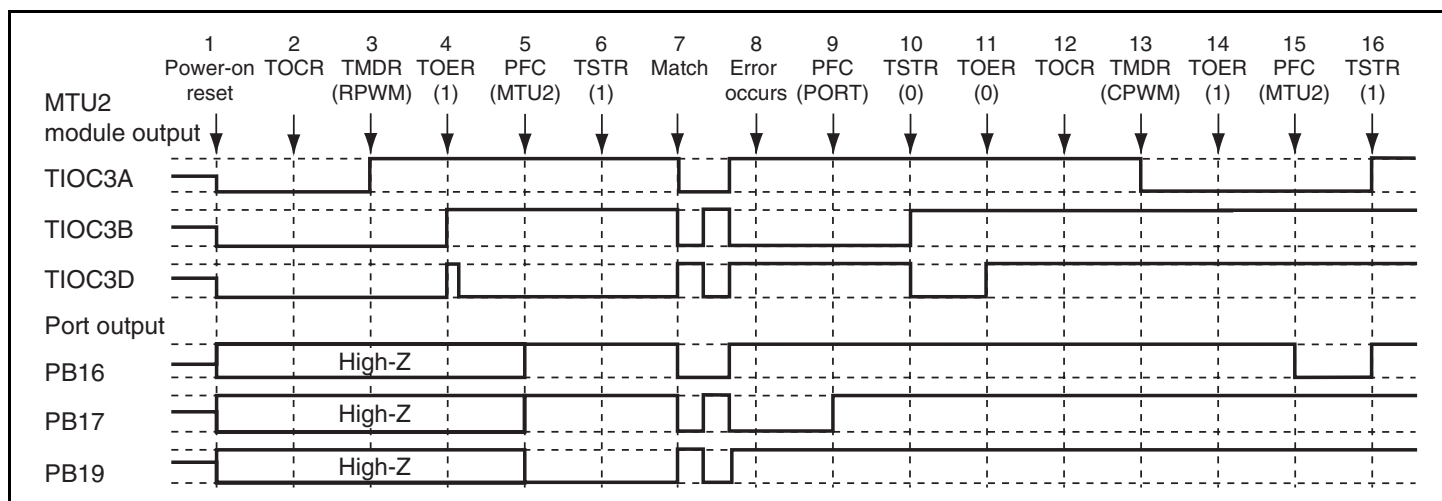 1 2 3 4 5 6 7 8 9 10 11 12 13 14 15 16
Power-on TOCR TMDR TOER PFC TSTR Match Error PFC TSTR TOER TOCR TMDR TOER PFC TSTR
reset (RPWM) (1) (MTU2) (1) occurs (PORT) (0) (0) (CPWM) (1) (MTU2) (1)
MTU2
module output
TIOC3A
TIOC3B
TIOC3D
Port output
PB16 High-Z
PB17 High-Z
PB19 High-Z